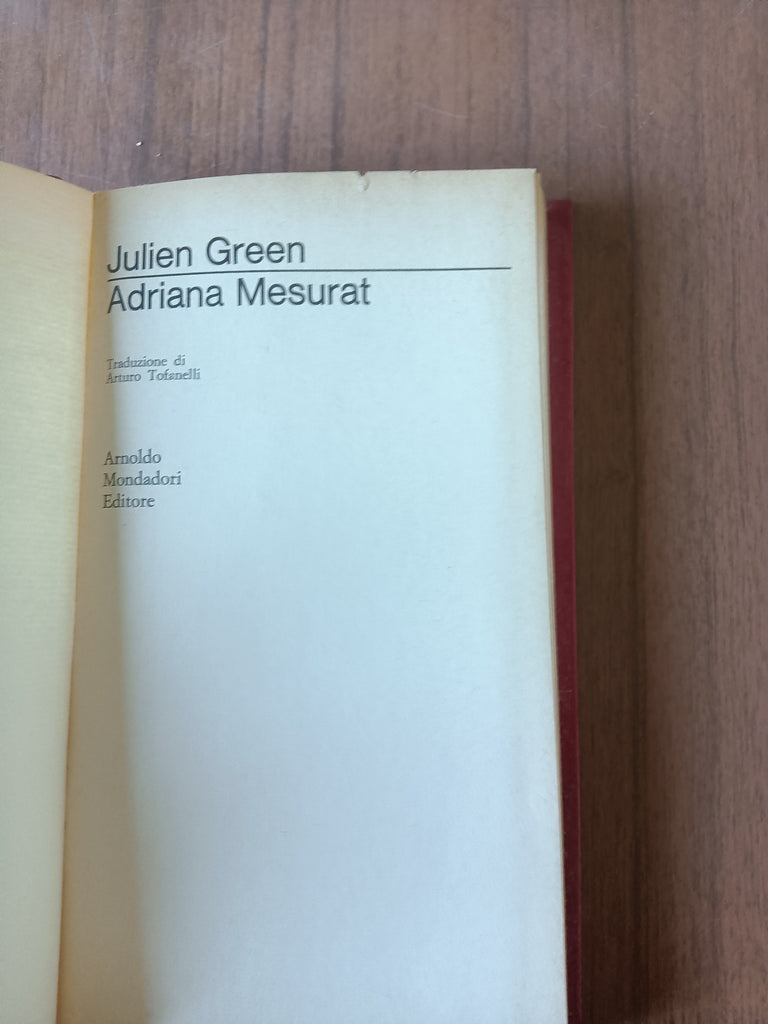 Julien Green
Adriana Mesurat
Traduzione di
Arturo Tofanelli
Arnoldo
Mondadori
Editore